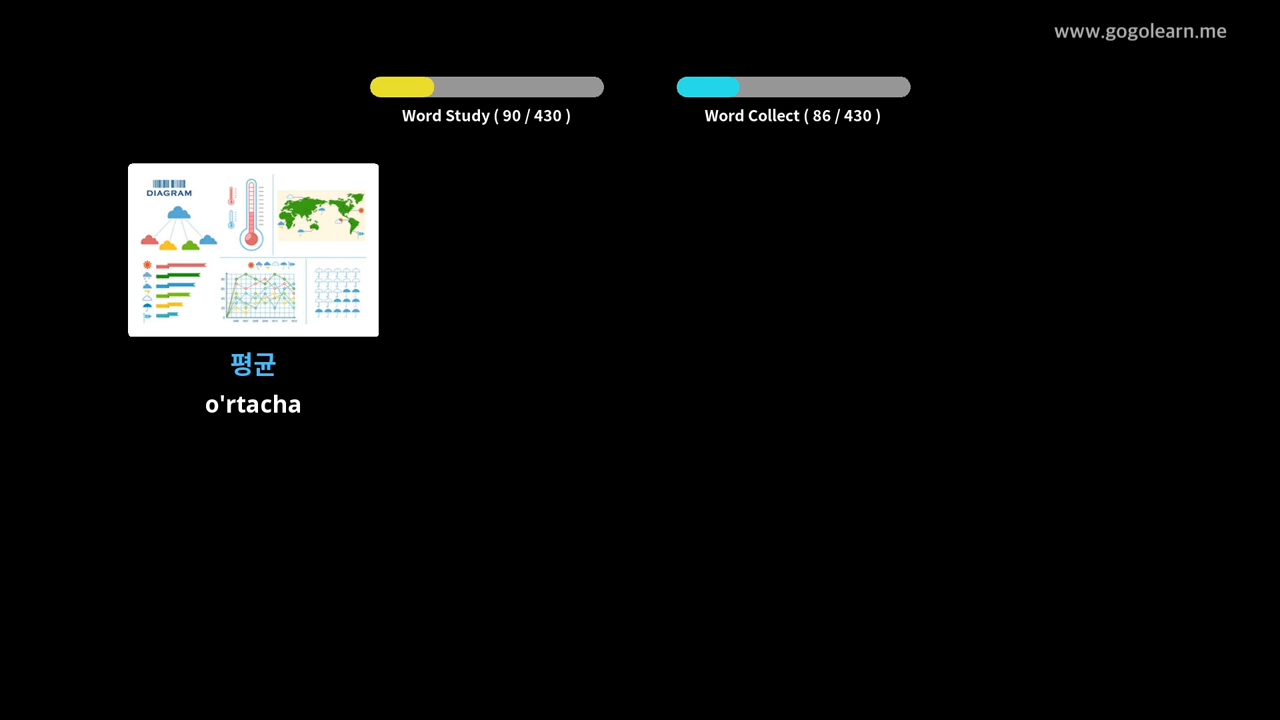 www.gogolearn.me
Word Study ( 90 / 430 )
Word Collect ( 86 / 430 )
DIAGRAM
평균
o'rtacha